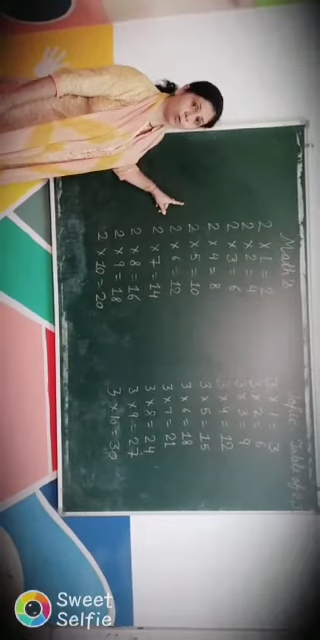 Maths
Table of 2,3
2 × 1 = 2
2 × 2 = 4
2 × 3 = 6
2 × 4 = 8
2 × 5 = 10
2 × 6 = 12
2 × 7 = 14
2 × 8 = 16
2 × 9 = 18
2 × 10 = 20
3 × 1 = 3
3 × 2 = 6
3 × 3 = 9
3 × 4 = 12
3 × 5 = 15
3 × 6 = 18
3 × 7 = 21
3 × 8 = 24
3 × 9 = 27
3 × 10 = 30
Sweet
Selfie